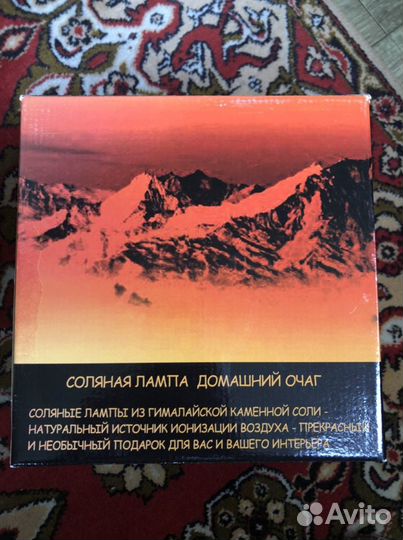 СОЛЯНАЯ ЛАМПА ДОМАШНИЙ ОЧАГ
СОЛЯНЫЕ ЛАМПЫ ИЗ ГИМАЛАЙСКОЙ КАМЕННОЙ СОЛИ -
НАТУРАЛЬНЫЙ ИСТОЧНИК ИОНИЗАЦИИ ВОЗДУХА - ПРЕКРАСНЫЙ
И НЕОБЫЧНЫЙ ПОДАРОК ДЛЯ ВАС И ВАШЕГО ИНТЕРЬЕРА
Avito